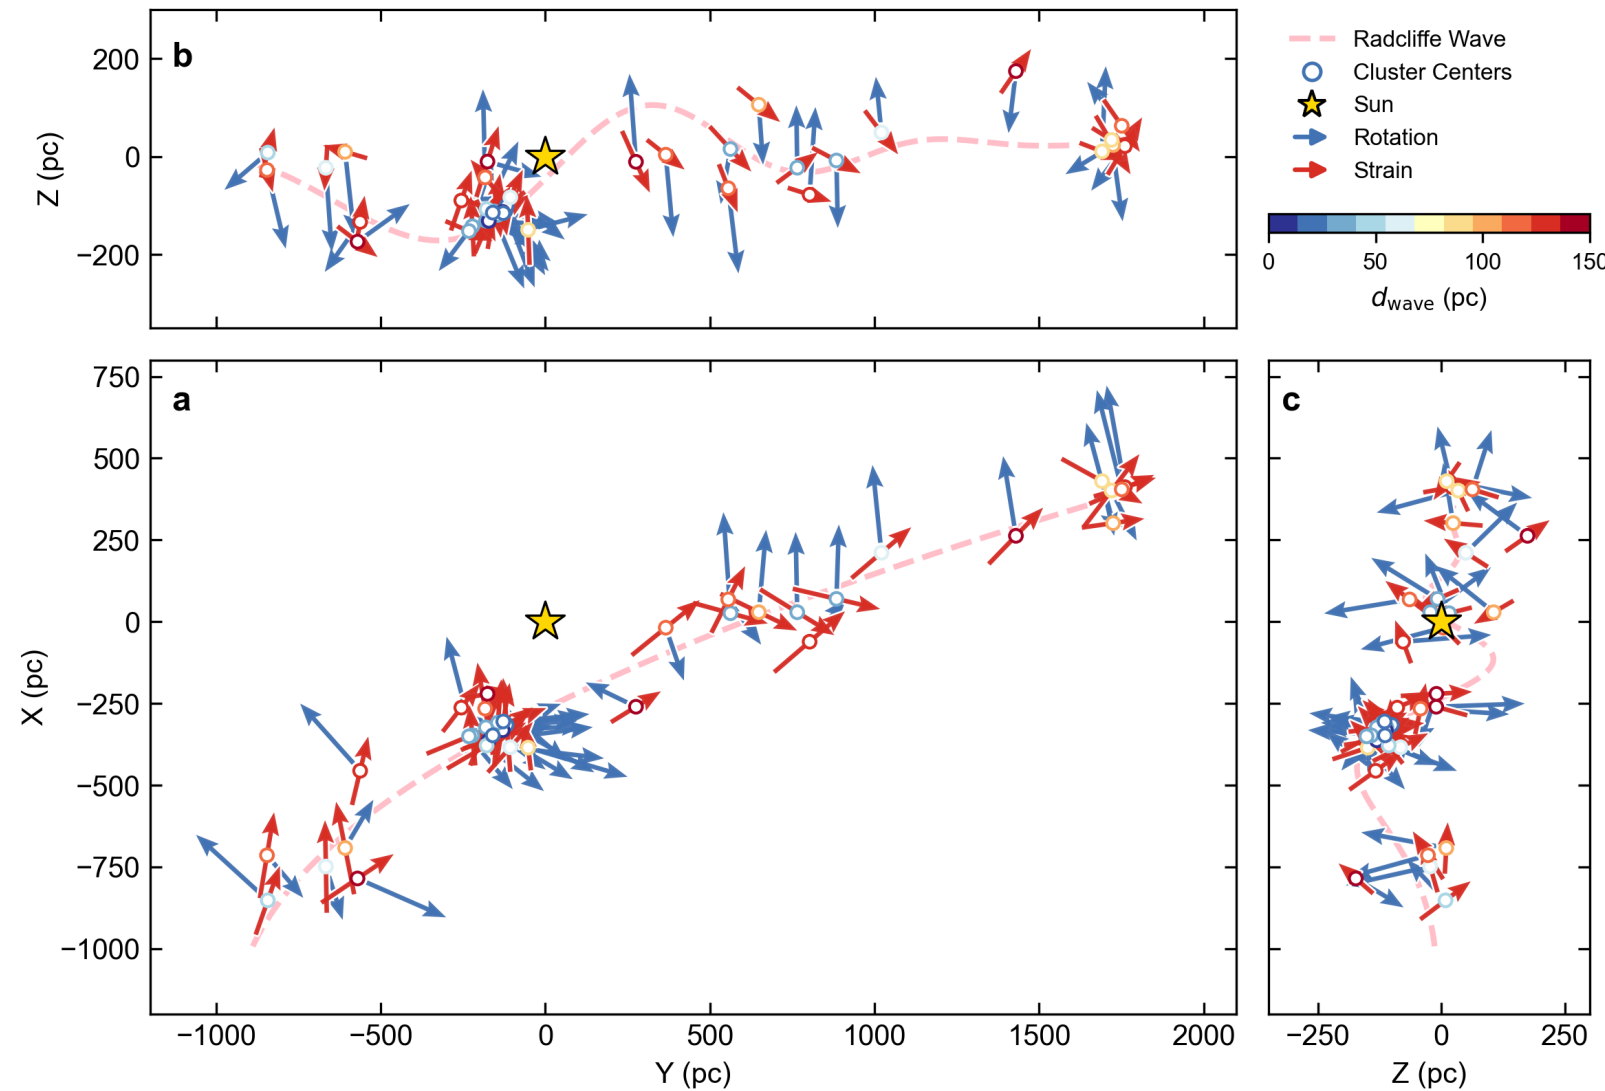 b
200
0
−200
Z (pc)
Radcliffe Wave
Cluster Centers
Sun
Rotation
Strain
0
50
100
150
d_wave (pc)
a
750
500
250
0
−250
−500
−750
−1000
X (pc)
−1000
−500
0
500
1000
1500
2000
Y (pc)
c
−250
0
250
Z (pc)